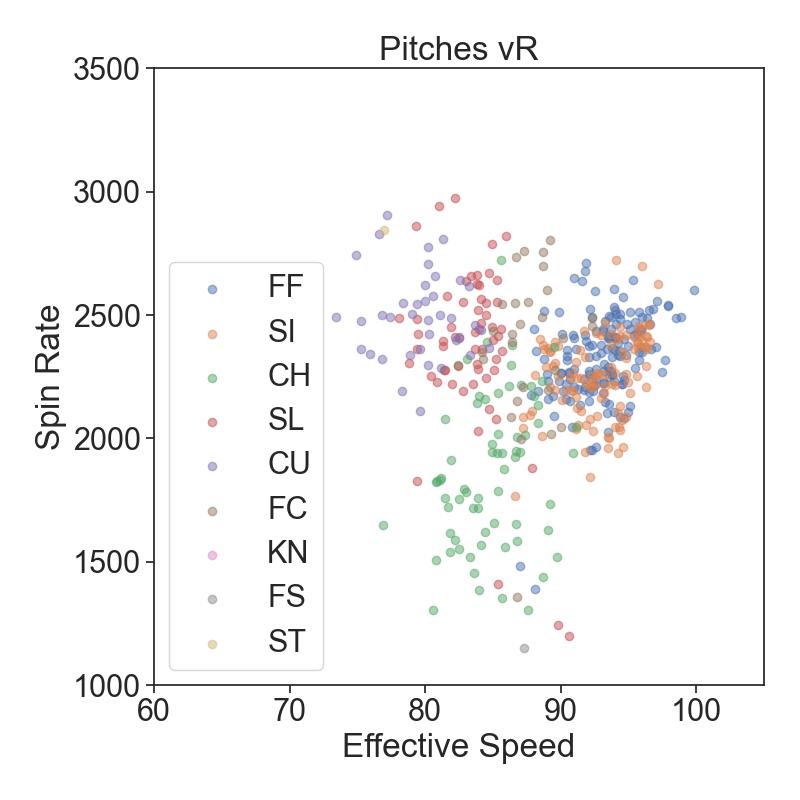 Pitches vR
3500
3000
2500
2000
1500
1000
Spin Rate
FF
SI
CH
SL
CU
FC
KN
FS
ST
60 70 80 90 100
Effective Speed